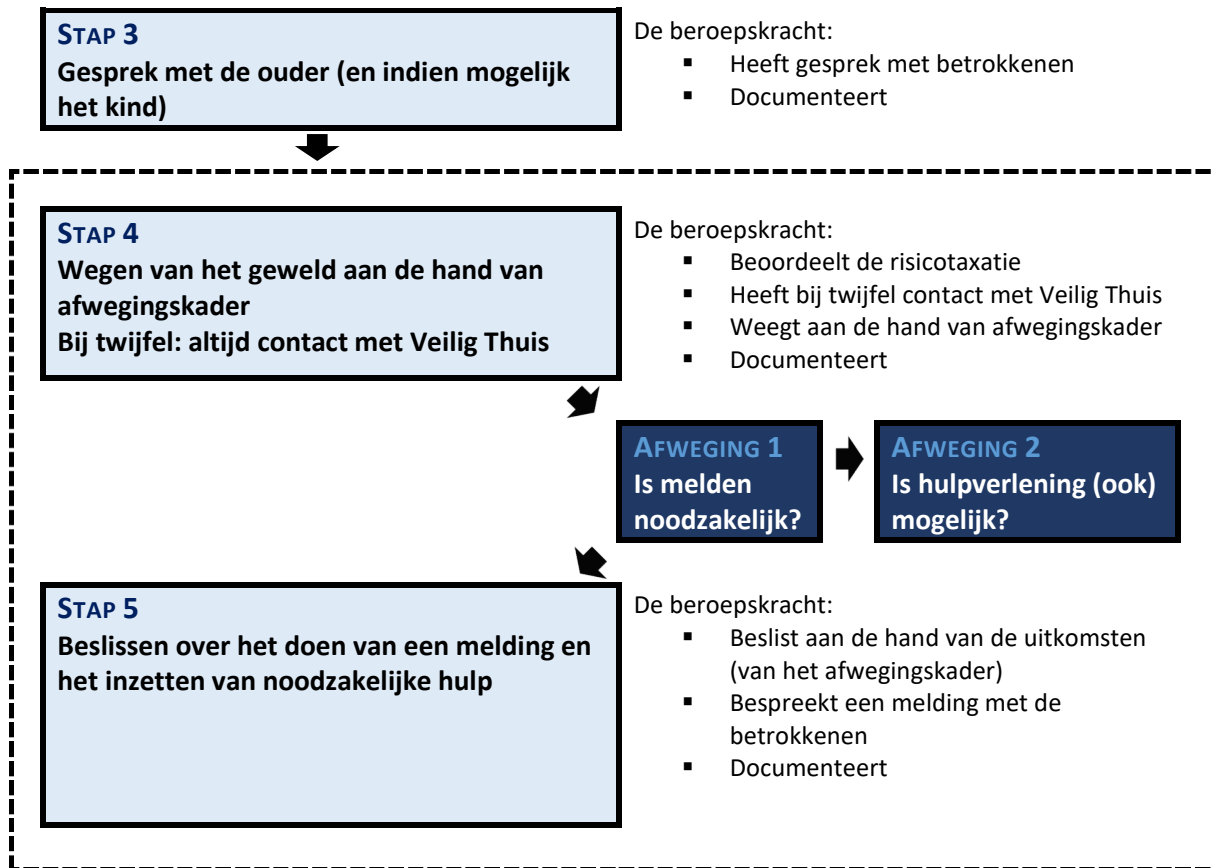 STAP 3
Gesprek met de ouder (en indien mogelijk
het kind)
De beroepskracht:
▪ Heeft gesprek met betrokkenen
▪ Documenteert
STAP 4
Wegen van het geweld aan de hand van
afwegingskader
Bij twijfel: altijd contact met Veilig Thuis
De beroepskracht:
▪ Beoordeelt de risicotaxatie
▪ Heeft bij twijfel contact met Veilig Thuis
▪ Weegt aan de hand van afwegingskader
▪ Documenteert
AFWEGING 1
Is melden
noodzakelijk?
AFWEGING 2
Is hulpverlening (ook)
mogelijk?
STAP 5
Beslissen over het doen van een melding en
het inzetten van noodzakelijke hulp
De beroepskracht:
▪ Beslist aan de hand van de uitkomsten
(van het afwegingskader)
▪ Bespreekt een melding met de
betrokkenen
▪ Documenteert